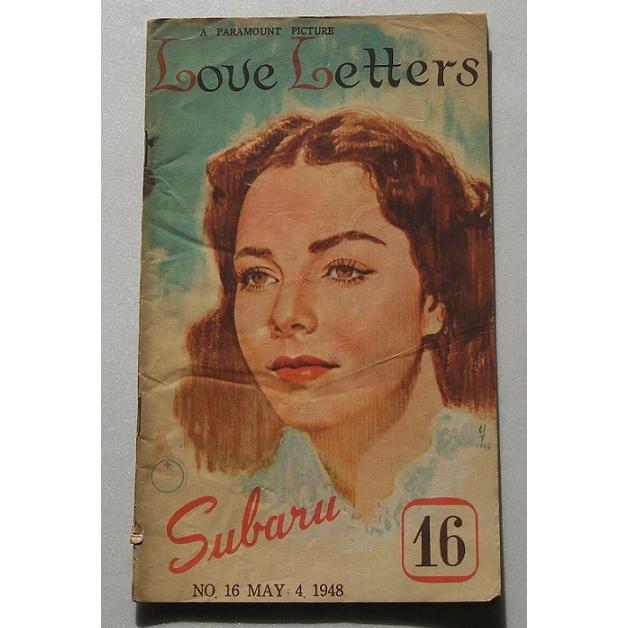 A PARAMOUNT PICTURE
Love Letters
Subaru
16
NO. 16 MAY. 4. 1948